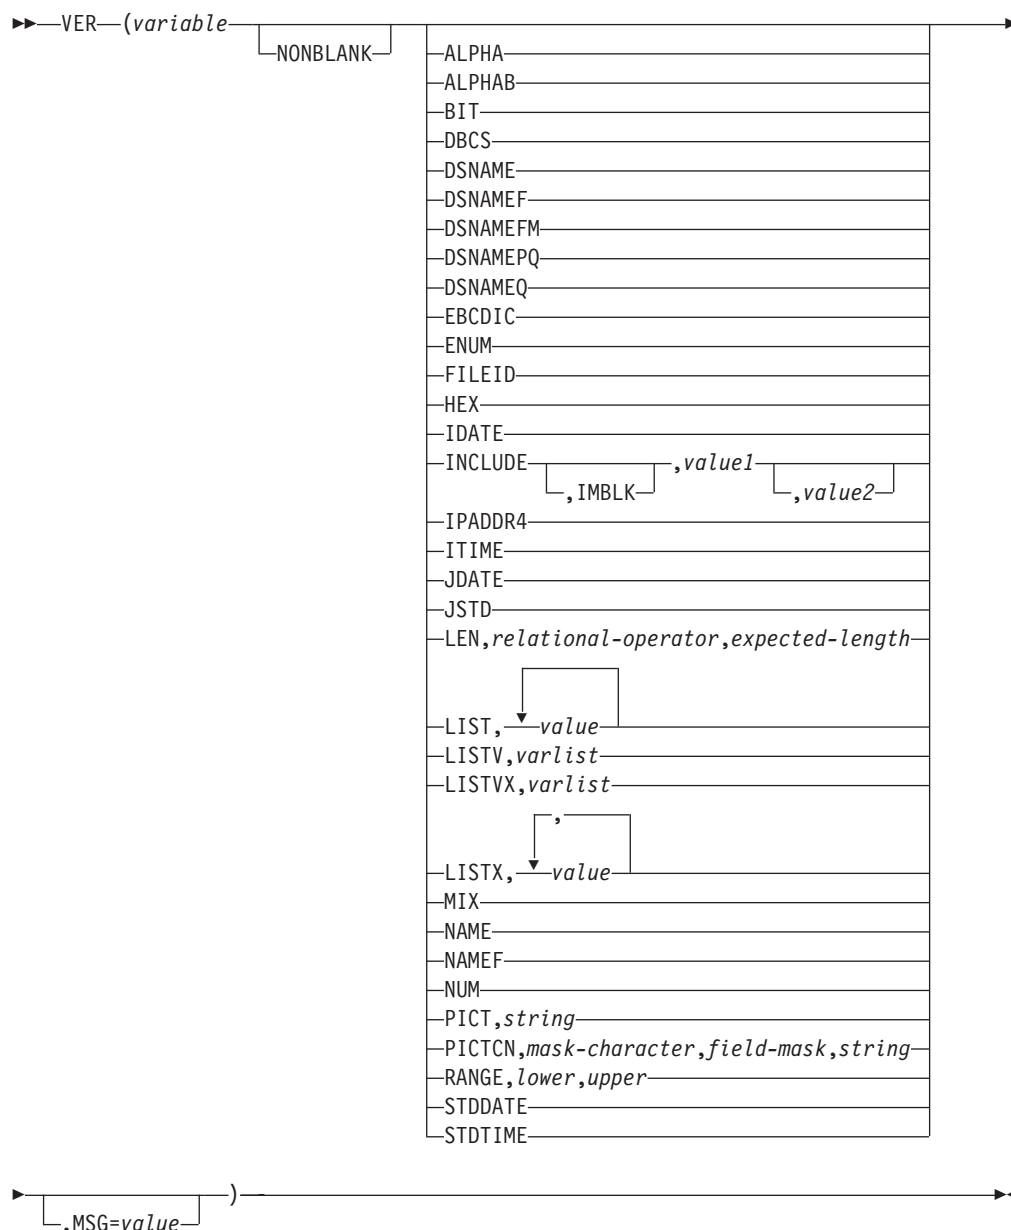 VER (variable
NONBLANK
ALPHA
ALPHAB
BIT
DBCS
DSNAME
DSNAMEF
DSNAMEFM
DSNAMEPQ
DSNAMEQ
EBCDIC
ENUM
FILEID
HEX
IDATE
INCLUDE ,value1
,IMBLK ,value2
IPADDR4
ITIME
JDATE
JSTD
LEN,relational-operator,expected-length
LIST, value
LISTV,varlist
LISTVX,varlist
,
LISTX, value
MIX
NAME
NAMEF
NUM
PICT,string
PICTCN,mask-character,field-mask,string
RANGE,lower,upper
STDDATE
STDTIME
)
,MSG=value